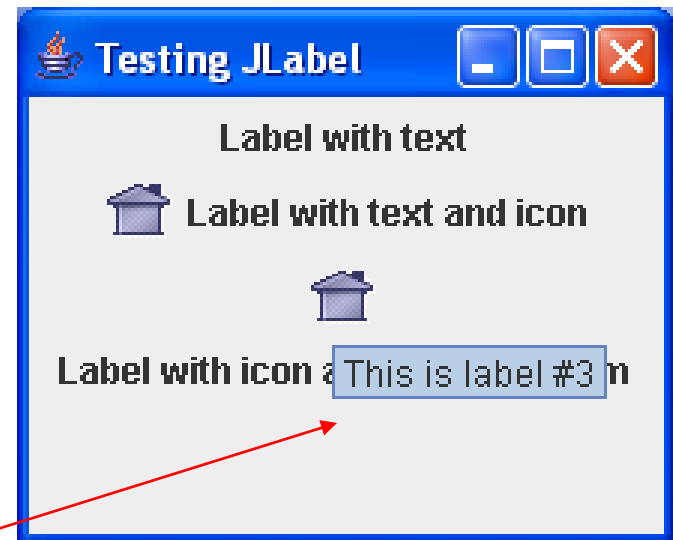 Testing JLabel
Label with text
Label with text and icon
Label with icon
This is label #3